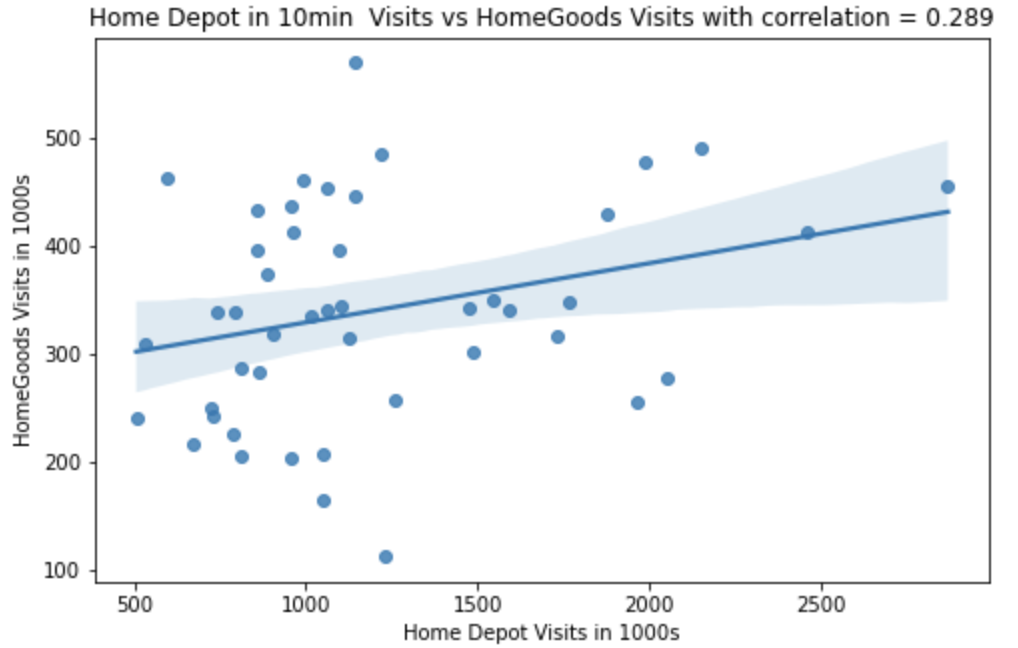 Home Depot in 10min  Visits vs HomeGoods Visits with correlation = 0.289
HomeGoods Visits in 1000s
500
400
300
200
100
500 1000 1500 2000 2500
Home Depot Visits in 1000s